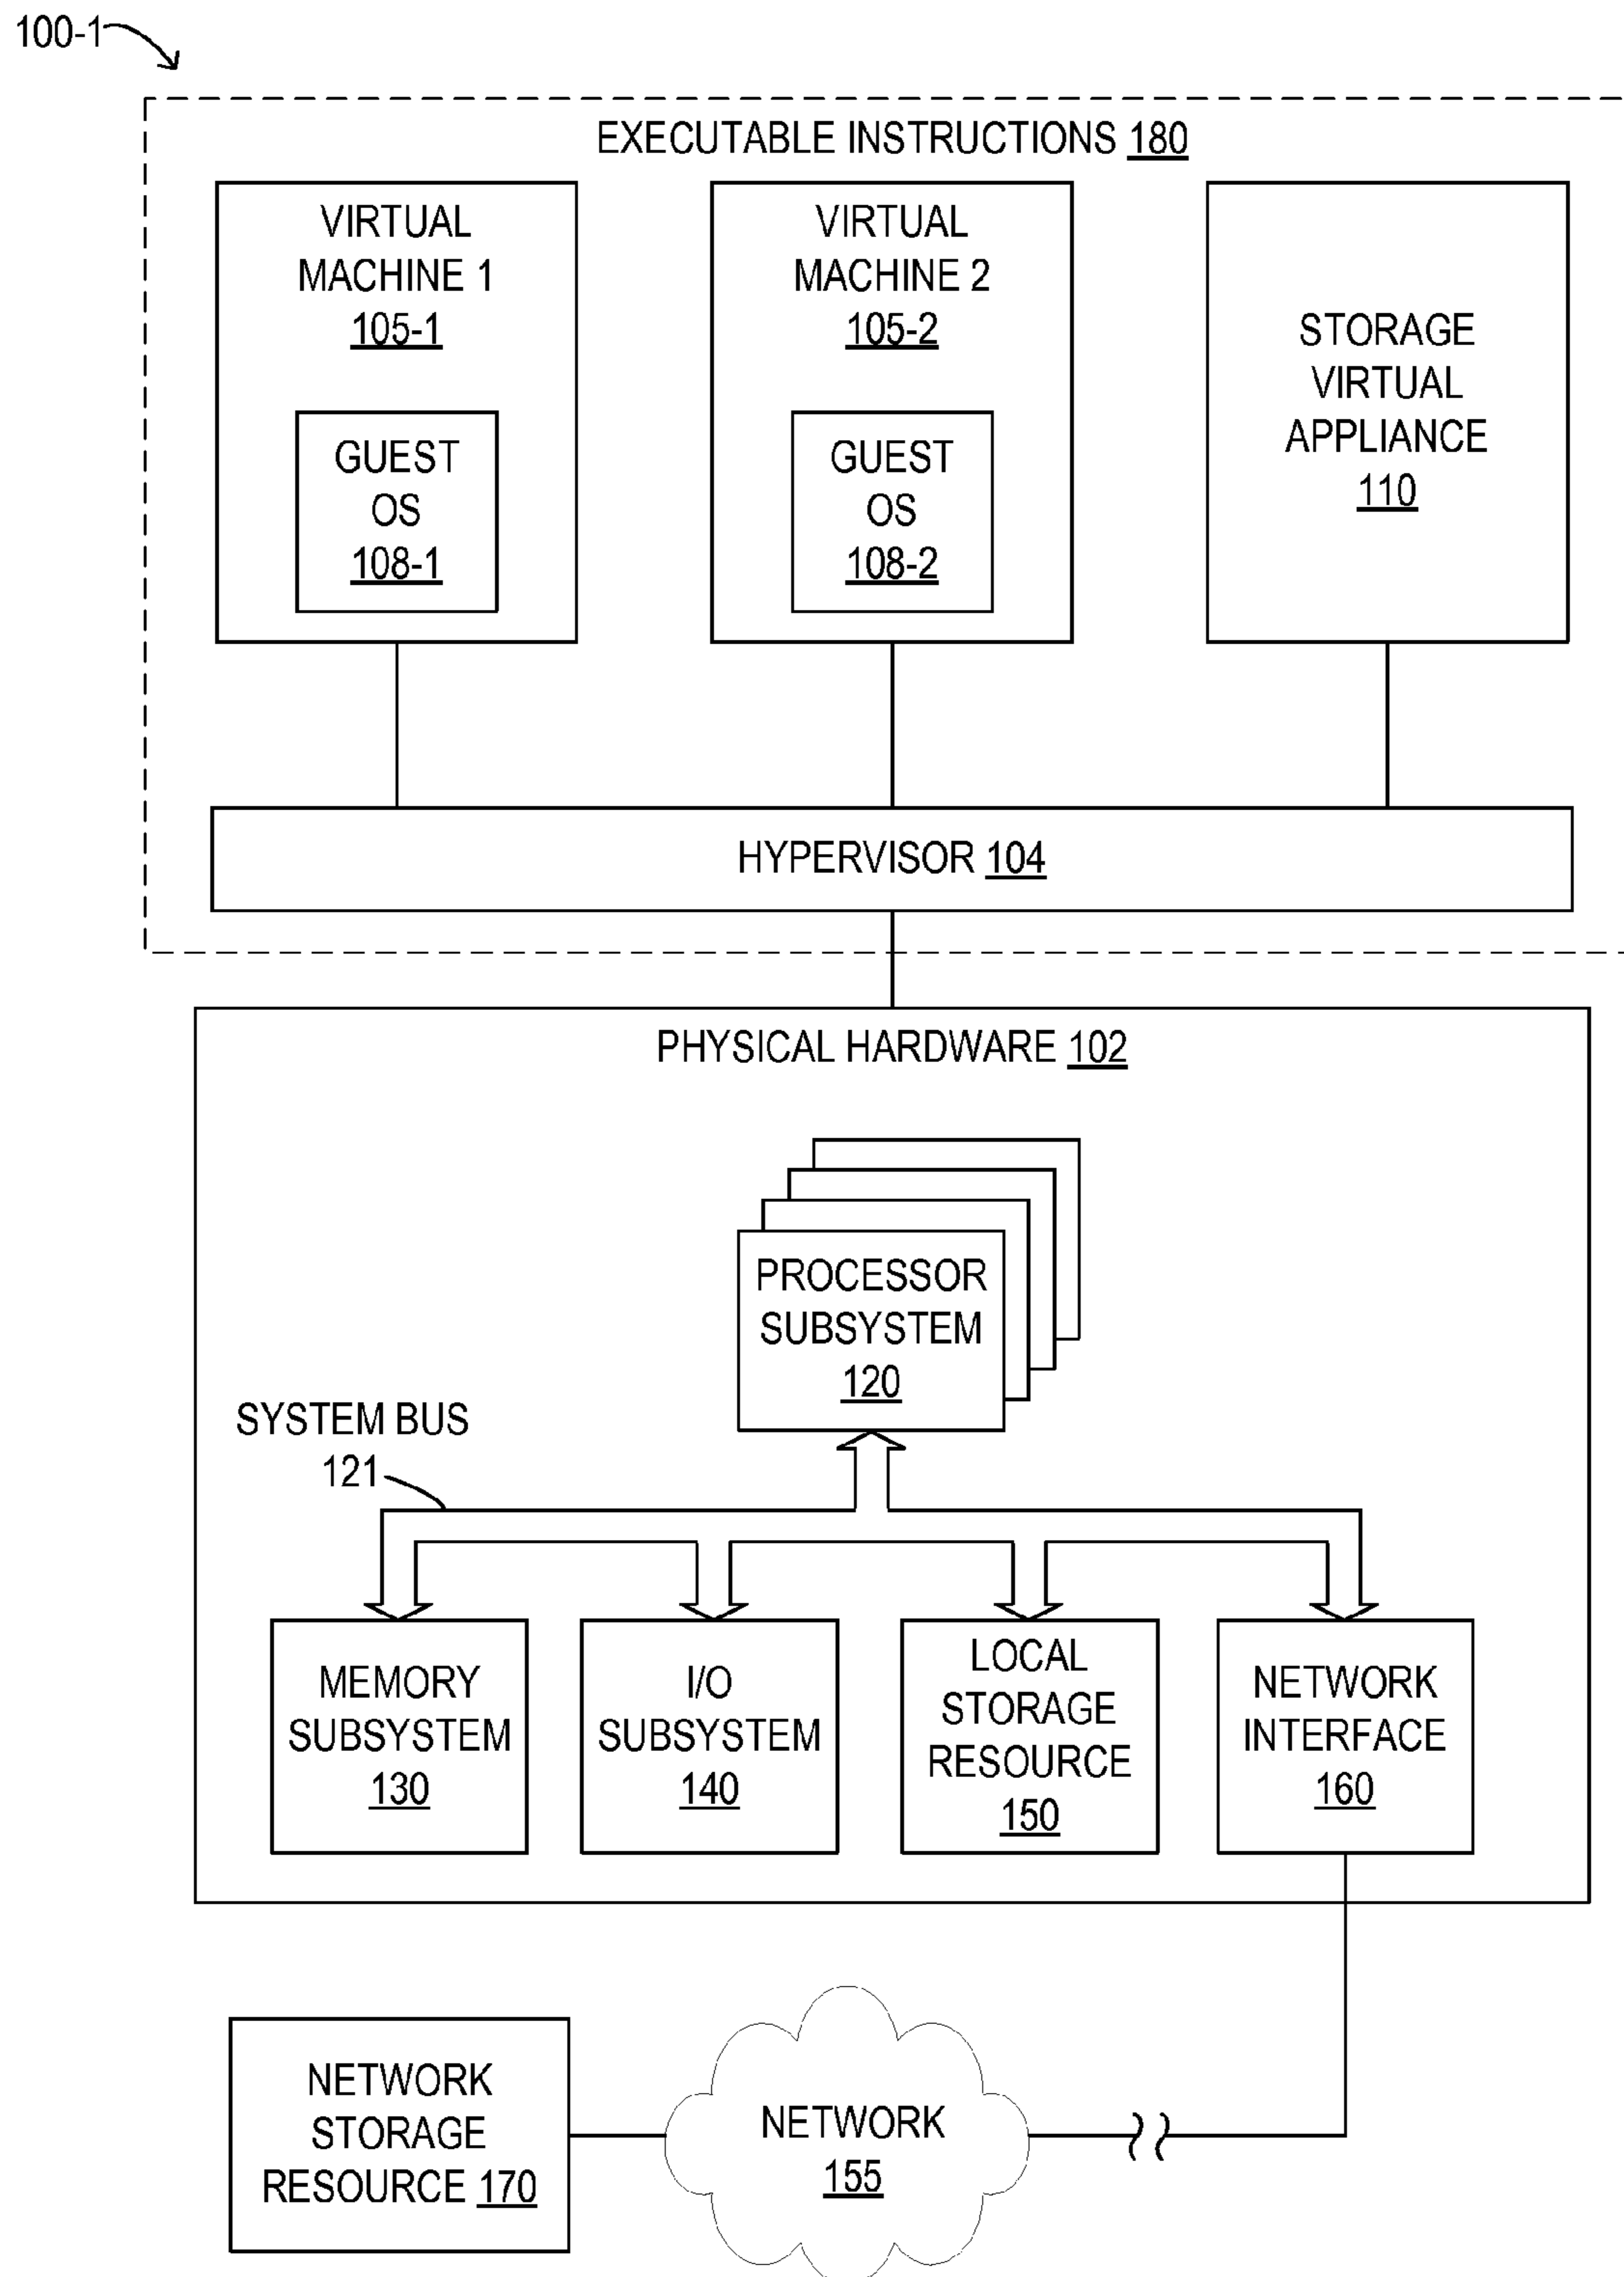 100-1
EXECUTABLE INSTRUCTIONS 180
VIRTUAL
MACHINE 1
105-1
GUEST
OS
108-1
VIRTUAL
MACHINE 2
105-2
GUEST
OS
108-2
STORAGE
VIRTUAL
APPLIANCE
110
HYPERVISOR 104
PHYSICAL HARDWARE 102
PROCESSOR
SUBSYSTEM
120
SYSTEM BUS
121
MEMORY
SUBSYSTEM
130
I/O
SUBSYSTEM
140
LOCAL
STORAGE
RESOURCE
150
NETWORK
INTERFACE
160
NETWORK
STORAGE
RESOURCE 170
NETWORK
155